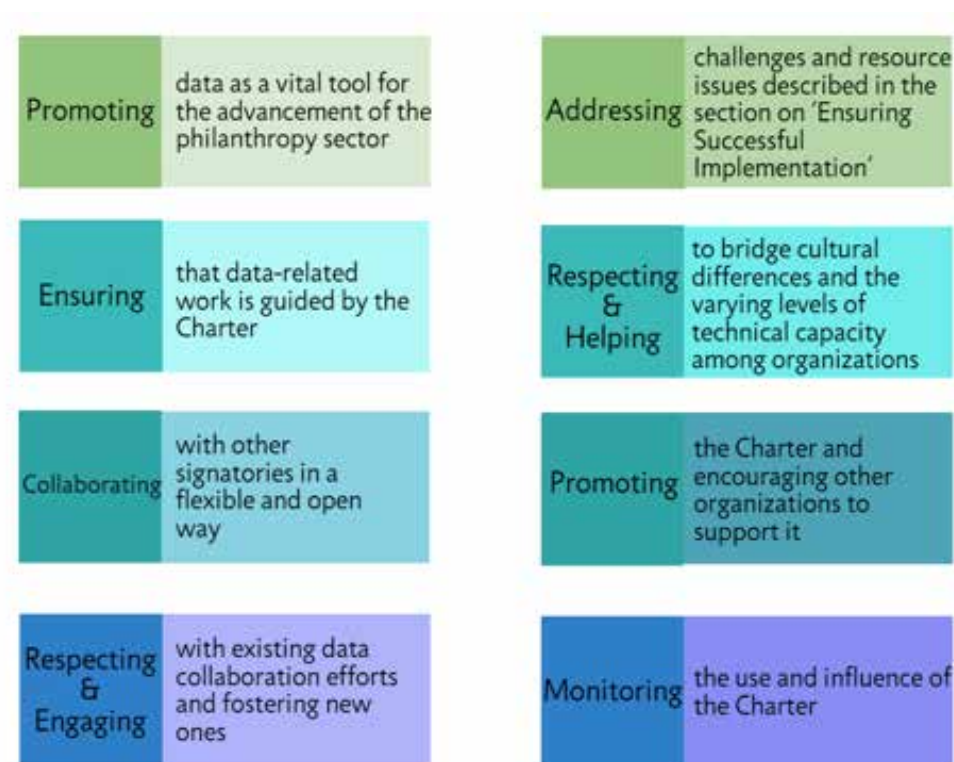 Promoting
data as a vital tool for
the advancement of the
philanthropy sector
Ensuring
that data-related
work is guided by the
Charter
Collaborating
with other
signatories in a
flexible and open
way
Respecting
&
Engaging
with existing data
collaboration efforts
and fostering new
ones
Addressing
challenges and resource
issues described in the
section on ‘Ensuring
Successful
Implementation’
Respecting
&
Helping
to bridge cultural
differences and the
varying levels of
technical capacity
among organizations
Promoting
the Charter and
encouraging other
organizations to
support it
Monitoring
the use and influence of
the Charter